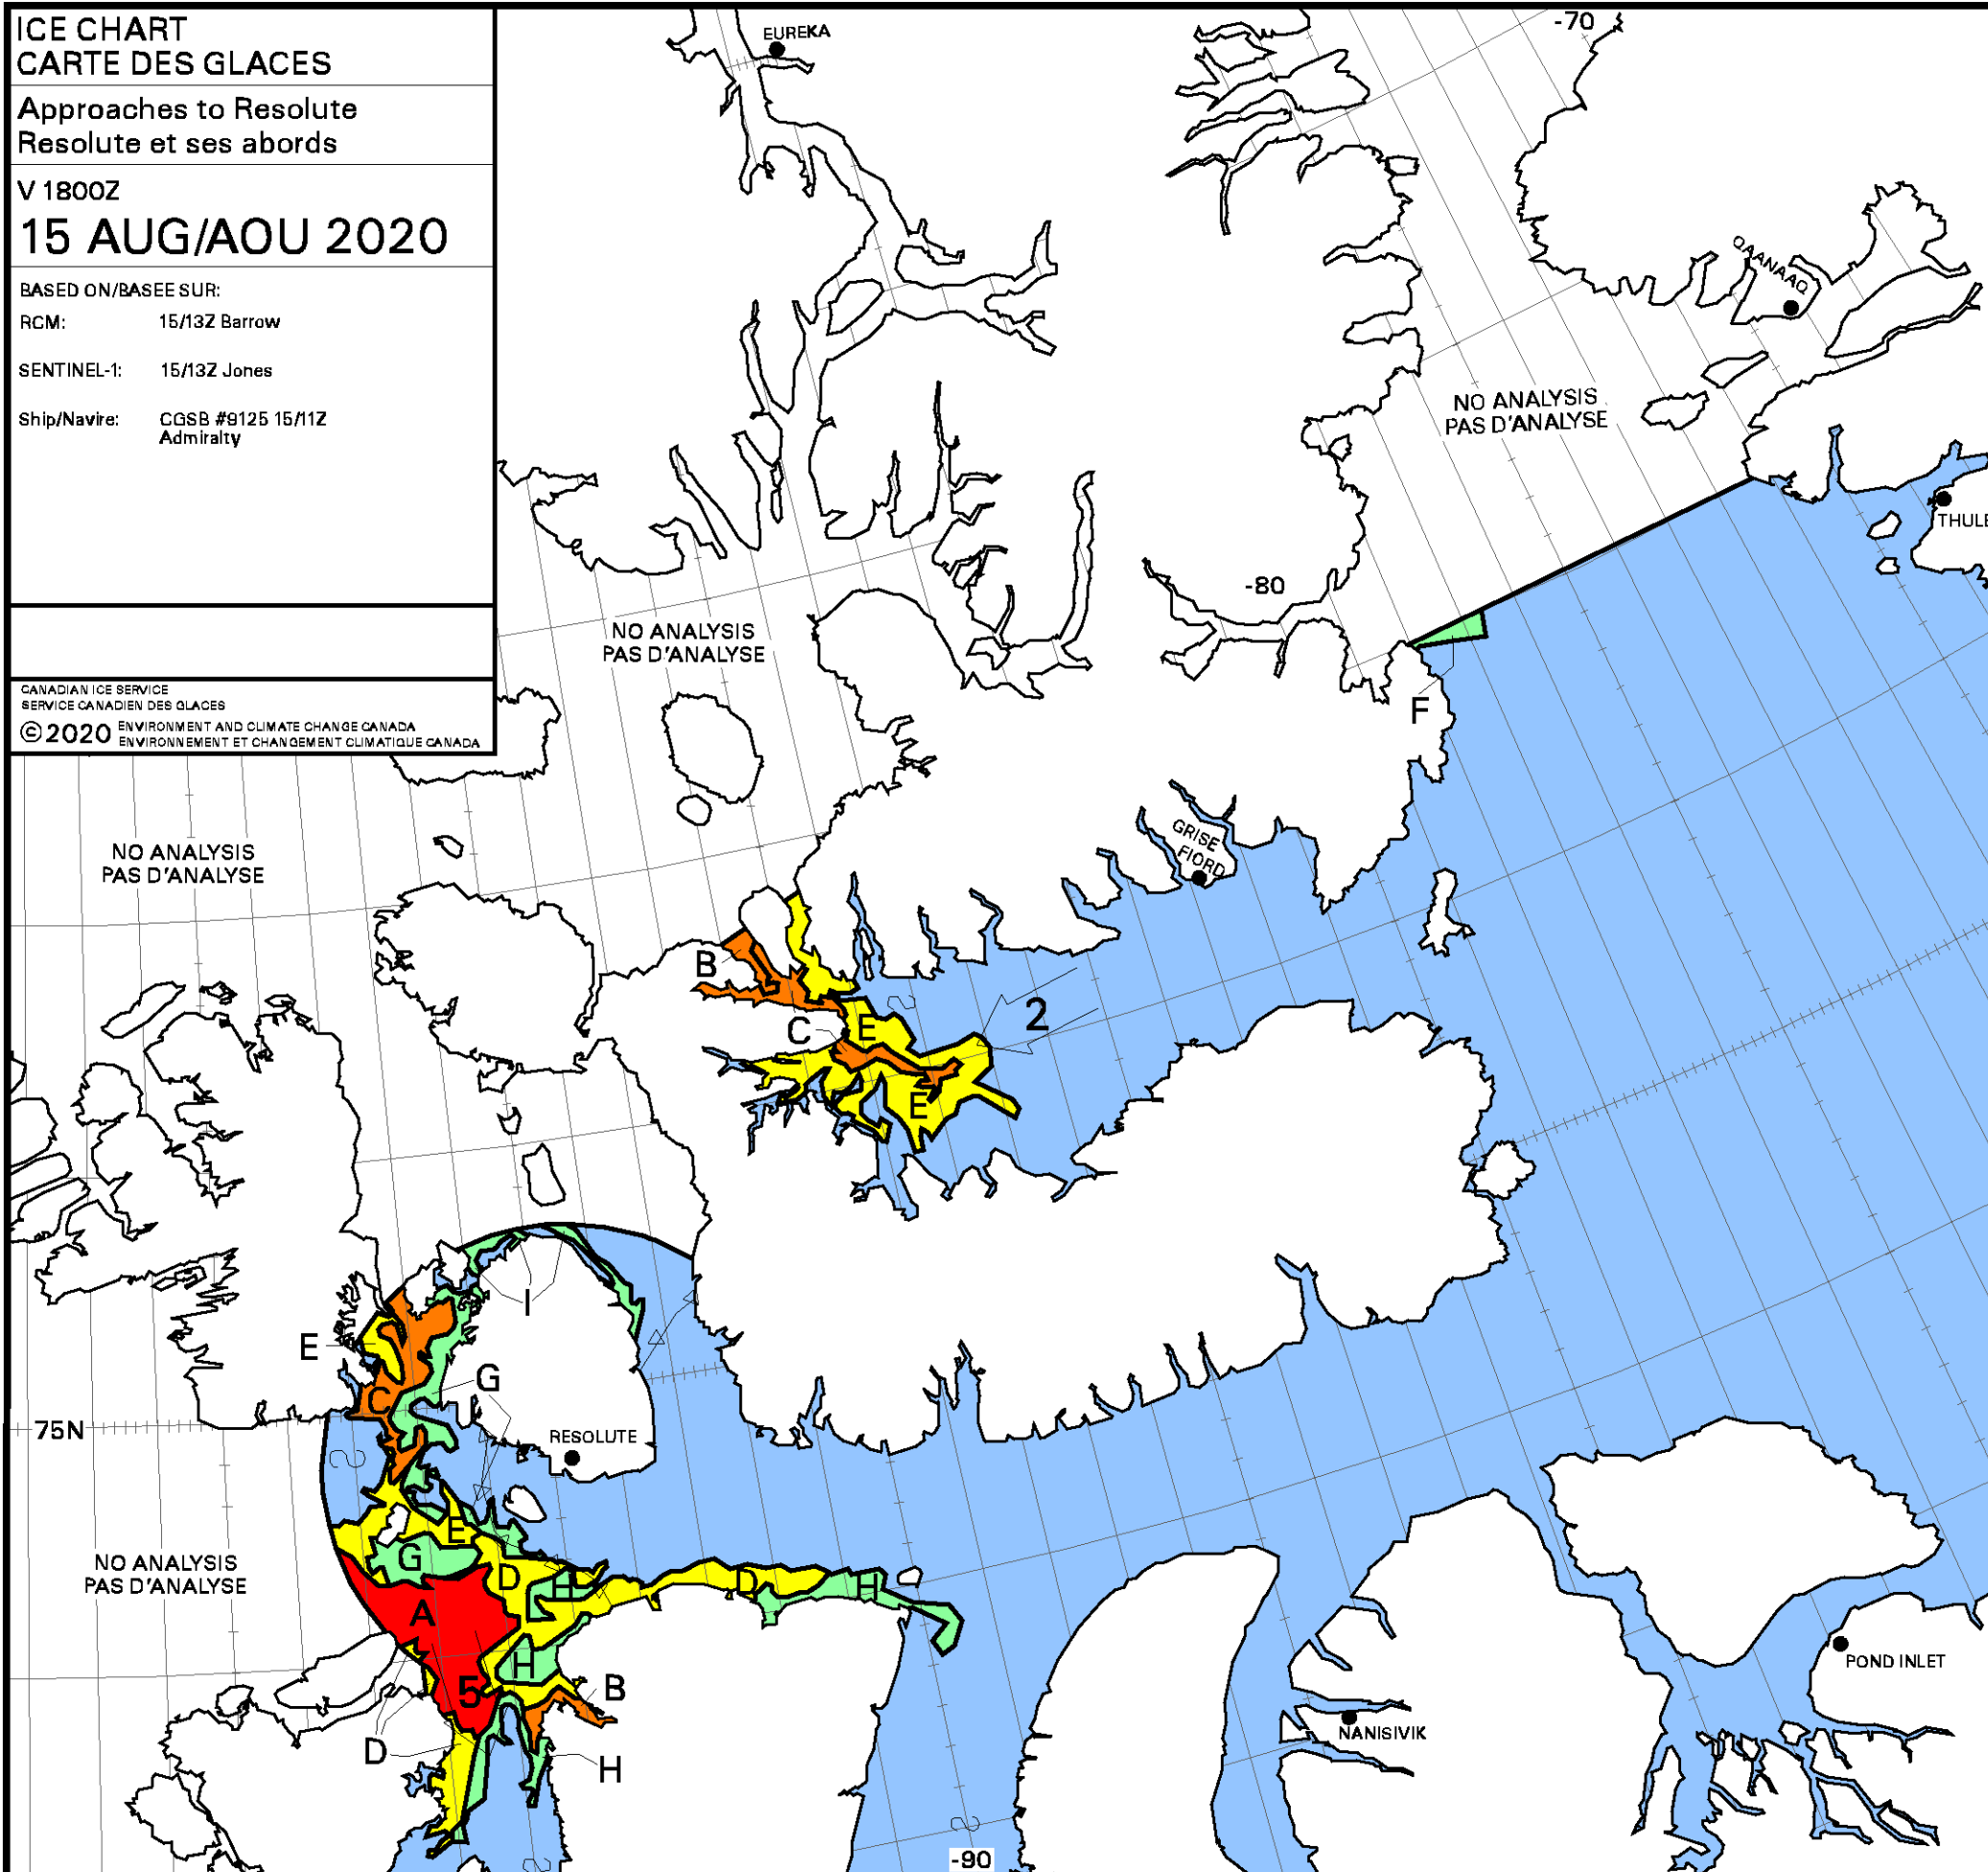 ICE CHART
CARTE DES GLACES
Approaches to Resolute
Resolute et ses abords
V 1800Z
15 AUG/AOU 2020
BASED ON/BASEE SUR:
RCM: 15/13Z Barrow
SENTINEL-1: 15/13Z Jones
Ship/Navire: CGSB #9125 15/11Z
Admiralty
CANADIAN ICE SERVICE
SERVICE CANADIEN DES GLACES
© 2020 ENVIRONMENT AND CLIMATE CHANGE CANADA
ENVIRONNEMENT ET CHANGEMENT CLIMATIQUE CANADA
-70
EUREKA
QAANAAQ
NO ANALYSIS
PAS D'ANALYSE
THULE
-80
NO ANALYSIS
PAS D'ANALYSE
F
GRISE
FIORD
NO ANALYSIS
PAS D'ANALYSE
B
2
C
E
E
I
E
G
C
75N
RESOLUTE
E
G
D
H
D
H
NO ANALYSIS
PAS D'ANALYSE
A
H
5
B
POND INLET
NANISIVIK
D
H
-90